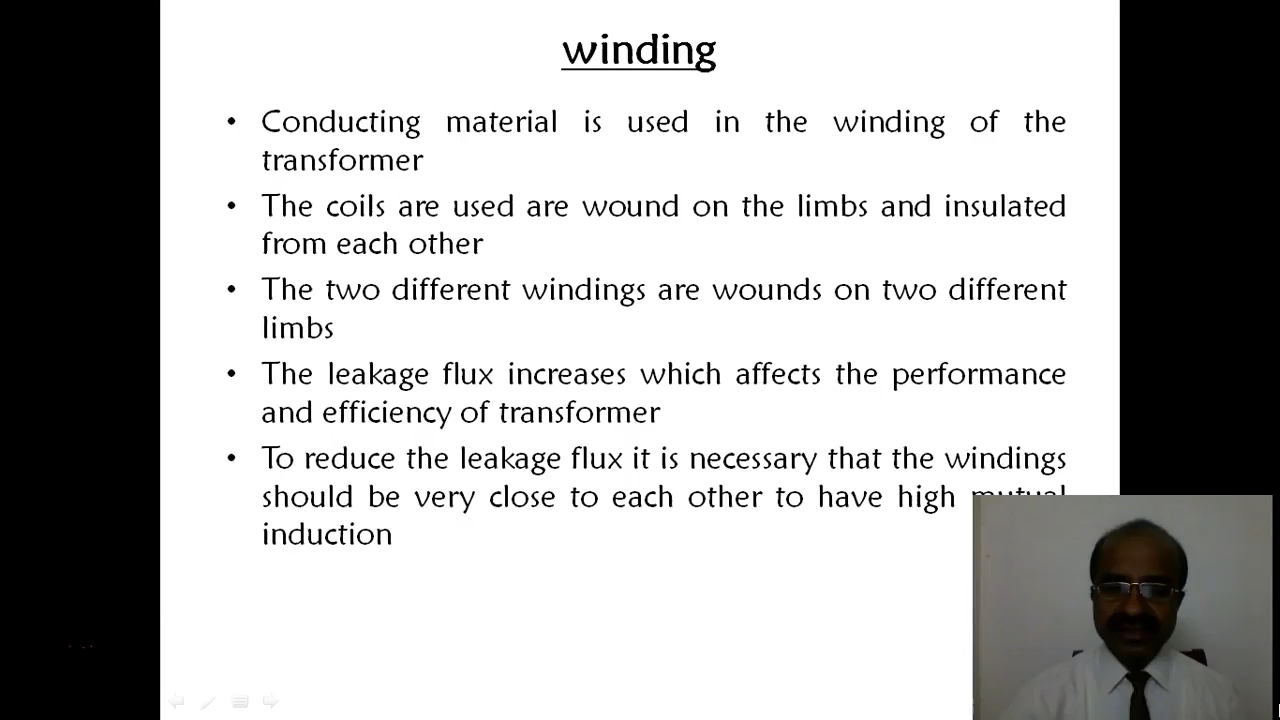 winding
• Conducting material is used in the winding of the
transformer
• The coils are used are wound on the limbs and insulated
from each other
• The two different windings are wounds on two different
limbs
• The leakage flux increases which affects the performance
and efficiency of transformer
• To reduce the leakage flux it is necessary that the windings
should be very close to each other to have high mutual
induction